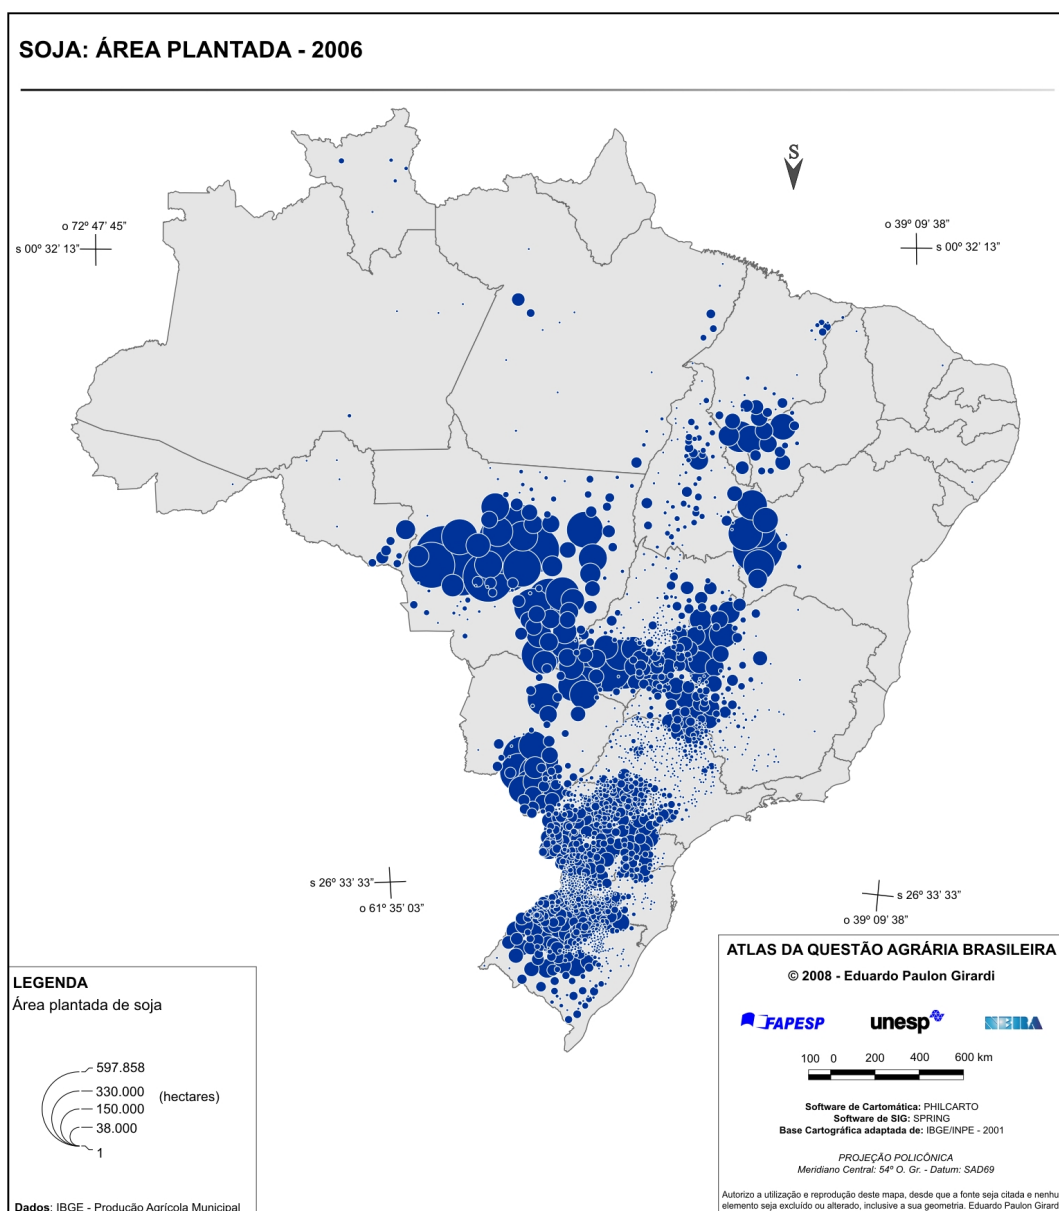 SOJA: ÁREA PLANTADA - 2006
S
o 72º 47' 45"
s 00º 32' 13"
o 39º 09' 38"
s 00º 32' 13"
s 26º 33' 33"
o 61º 35' 03"
s 26º 33' 33"
o 39º 09' 38"
LEGENDA
Área plantada de soja
597.858
330.000
150.000
38.000
1
(hectares)
Dados: IBGE - Produção Agrícola Municipal
ATLAS DA QUESTÃO AGRÁRIA BRASILEIRA
© 2008 - Eduardo Paulon Girardi
FAPESP
unesp
NERA
100 0 200 400 600 km
Software de Cartomática: PHILCARTO
Software de SIG: SPRING
Base Cartográfica adaptada de: IBGE/INPE - 2001
PROJEÇÃO POLICÔNICA
Meridiano Central: 54º O. Gr. - Datum: SAD69
Autorizo a utilização e reprodução deste mapa, desde que a fonte seja citada e nenhu
elemento seja excluído ou alterado, inclusive a sua geometria. Eduardo Paulon Girard